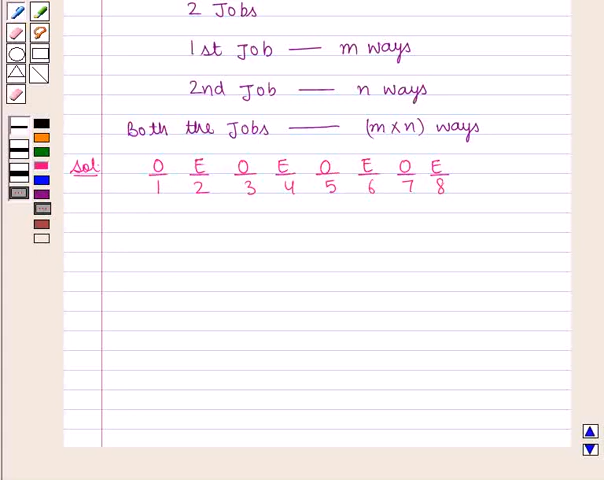 2 Jobs
1st Job — m ways
2nd Job — n ways
Both the Jobs — (m×n) ways
Sol: O E O E O E O E
1 2 3 4 5 6 7 8